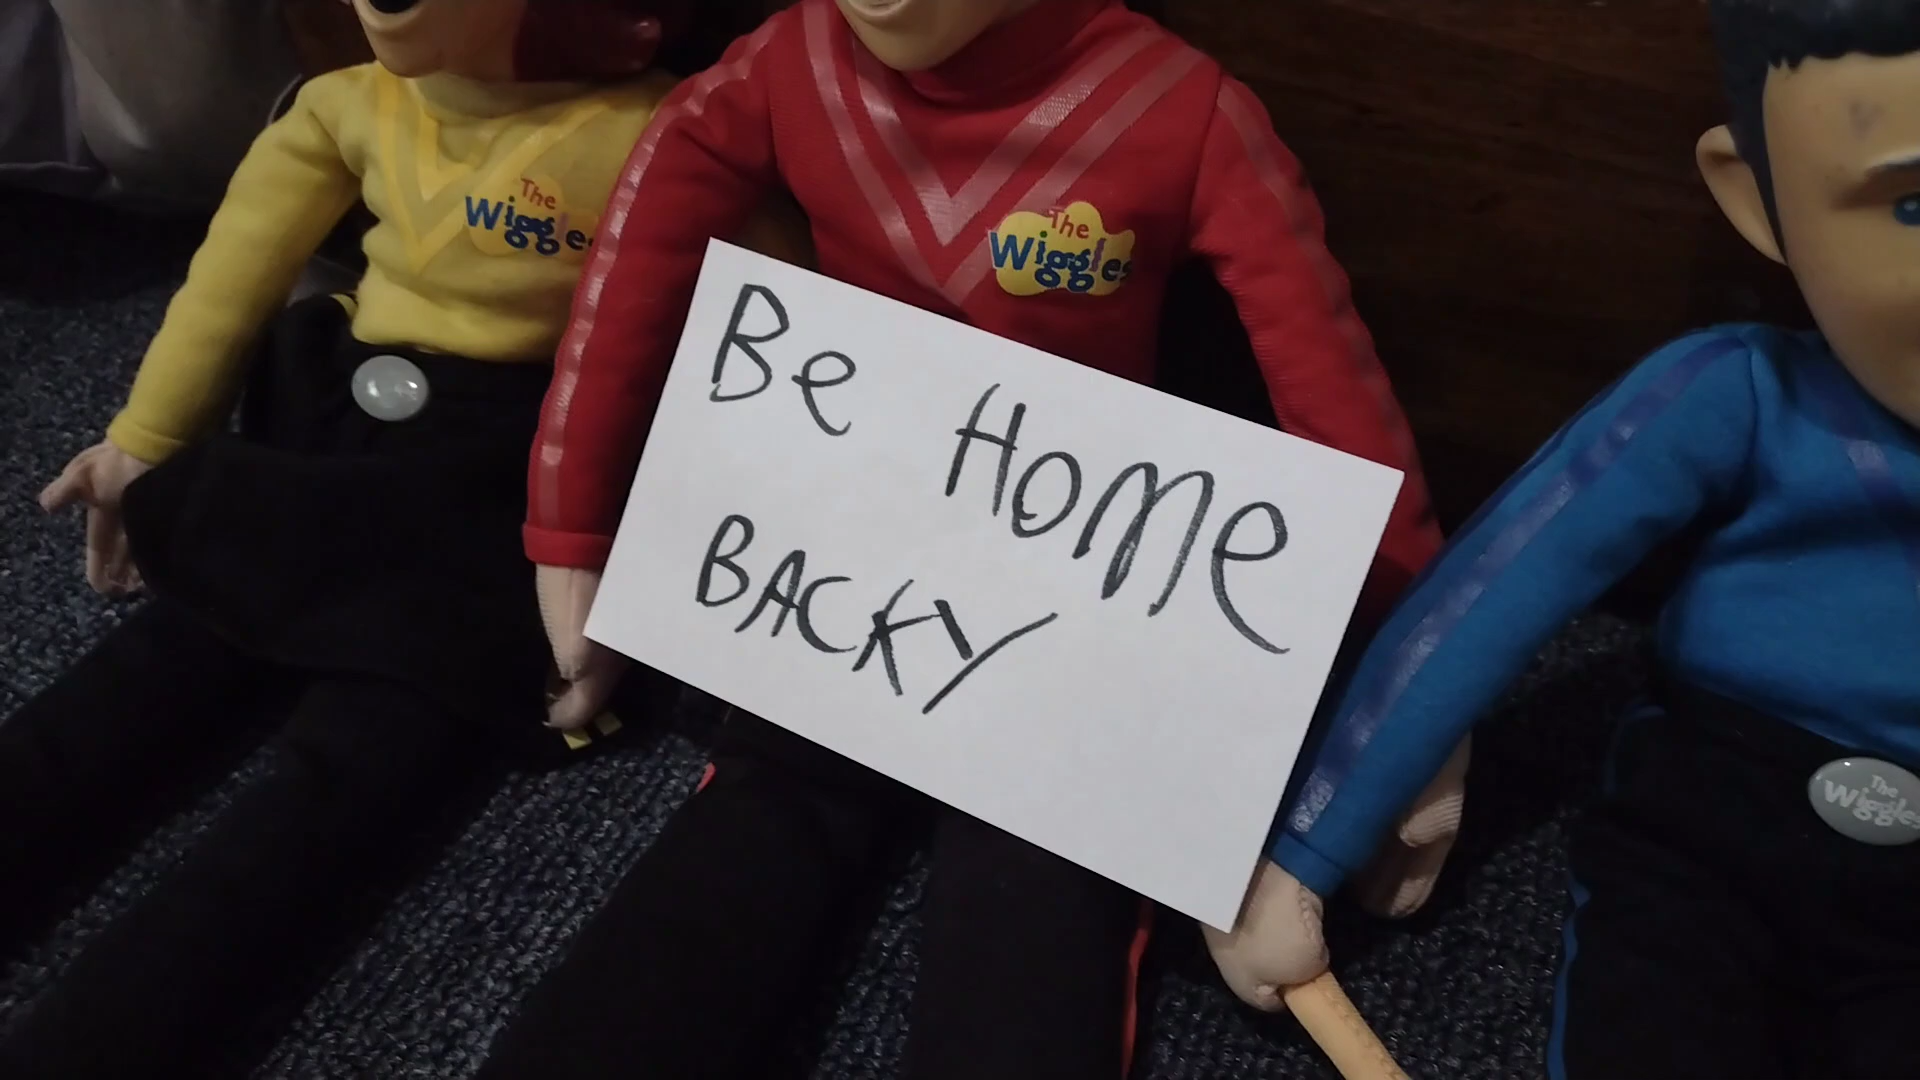 The
Wiggles
The
Wiggles
Be Home
BACKY
The
Wiggles